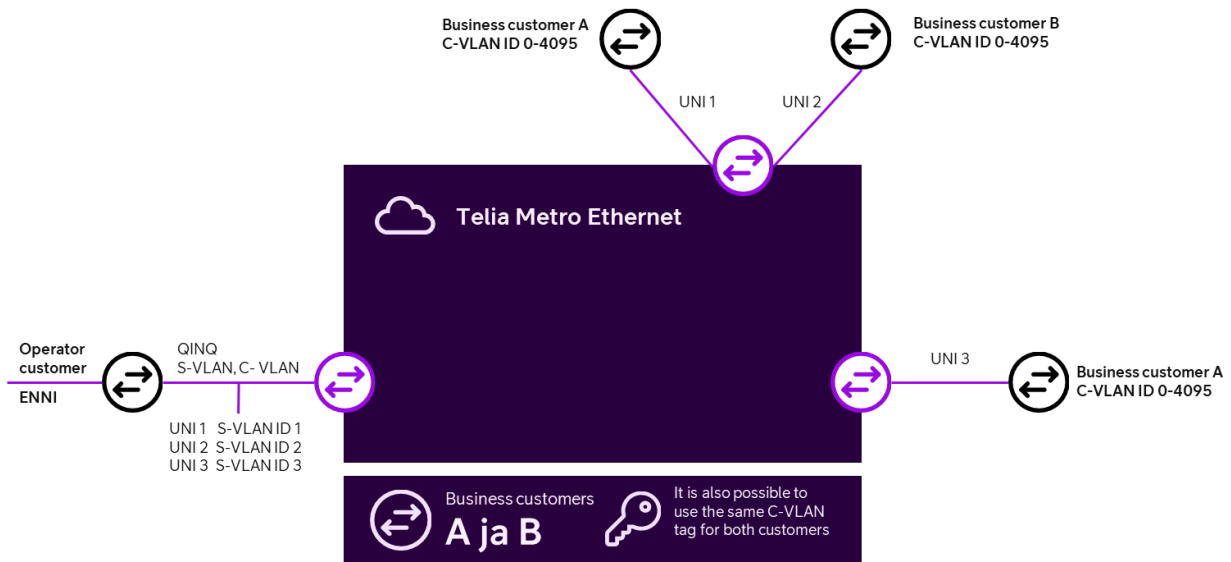 Business customer A
C-VLAN ID 0-4095
Business customer B
C-VLAN ID 0-4095
UNI 1
UNI 2
Telia Metro Ethernet
Operator
customer
ENNI
QINQ
S-VLAN, C- VLAN
UNI 1 S-VLAN ID 1
UNI 2 S-VLAN ID 2
UNI 3 S-VLAN ID 3
UNI 3
Business customer A
C-VLAN ID 0-4095
Business customers
A ja B
It is also possible to
use the same C-VLAN
tag for both customers